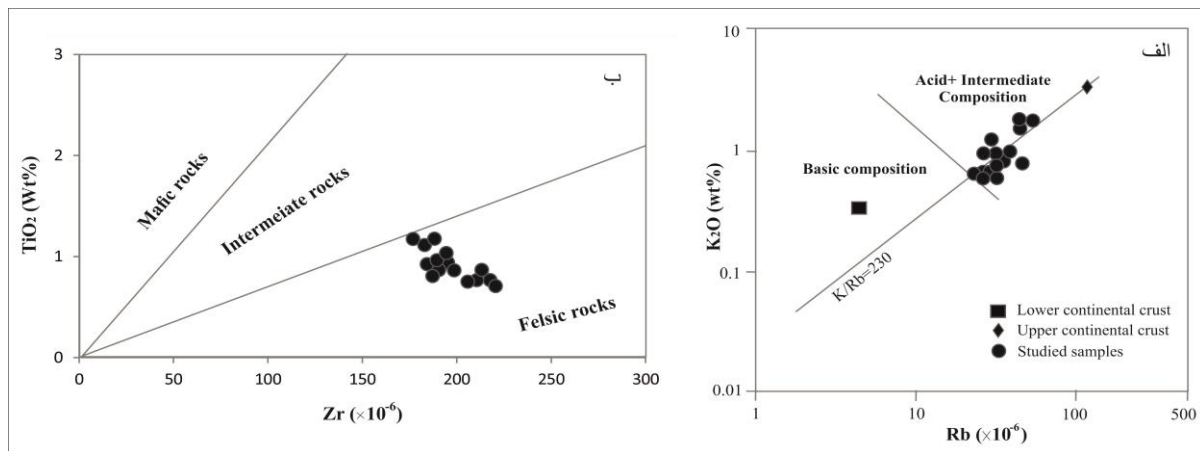 3
2
1
0
TiO₂ (Wt%)
Mafic rocks
Intermeiate rocks
Felsic rocks
0 50 100 150 200 250 300
Zr (×10⁻⁶)
الف
10
1
0.1
0.01
K₂O (wt%)
Acid+ Intermediate
Composition
Basic composition
K/Rb=230
Lower continental crust
Upper continental crust
Studied samples
1 10 100 500
Rb (×10⁻⁶)